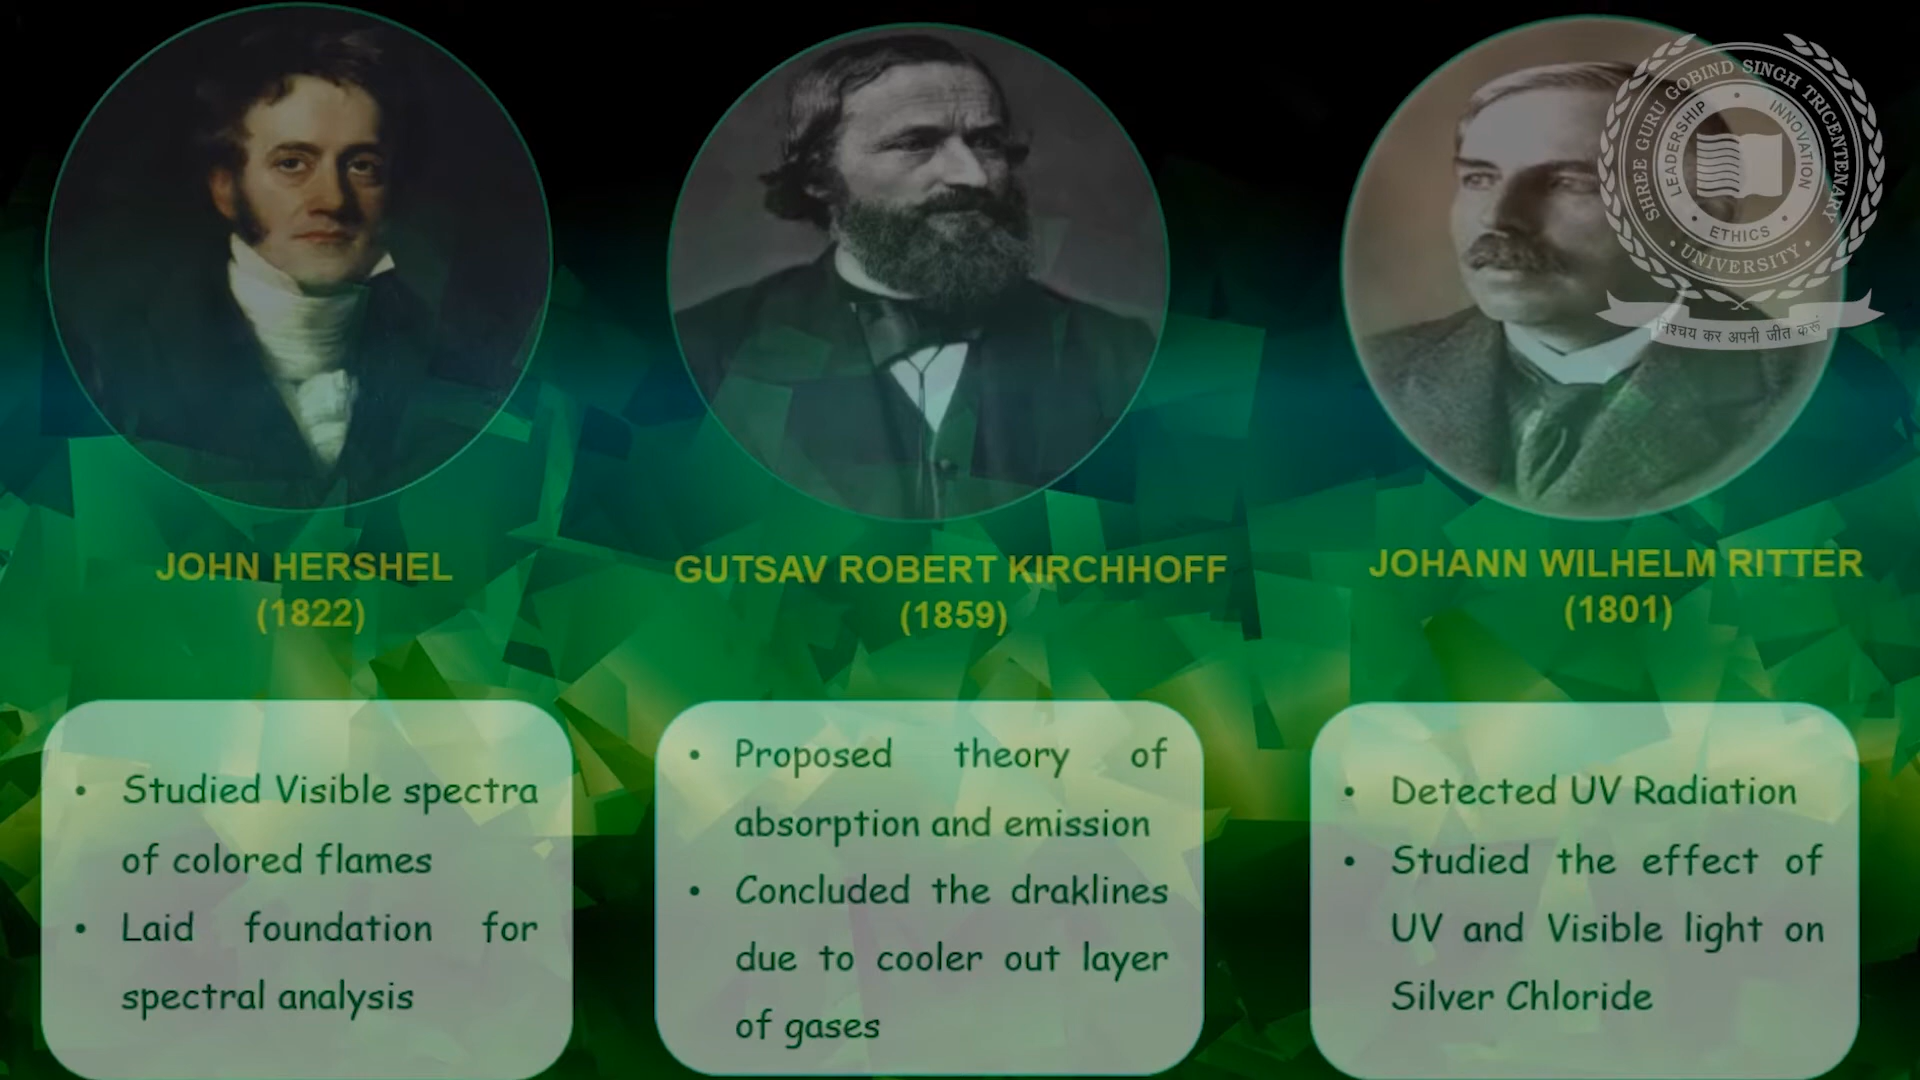 SHREE GURU GOBIND SINGH TRICENTENARY
LEADERSHIP
INNOVATION
ETHICS
UNIVERSITY
निश्चय कर अपनी जीत करूं
JOHN HERSHEL
(1822)
• Studied Visible spectra
of colored flames
• Laid foundation for
spectral analysis
GUTSAV ROBERT KIRCHHOFF
(1859)
• Proposed theory of
absorption and emission
• Concluded the draklines
due to cooler out layer
of gases
JOHANN WILHELM RITTER
(1801)
• Detected UV Radiation
• Studied the effect of
UV and Visible light on
Silver Chloride